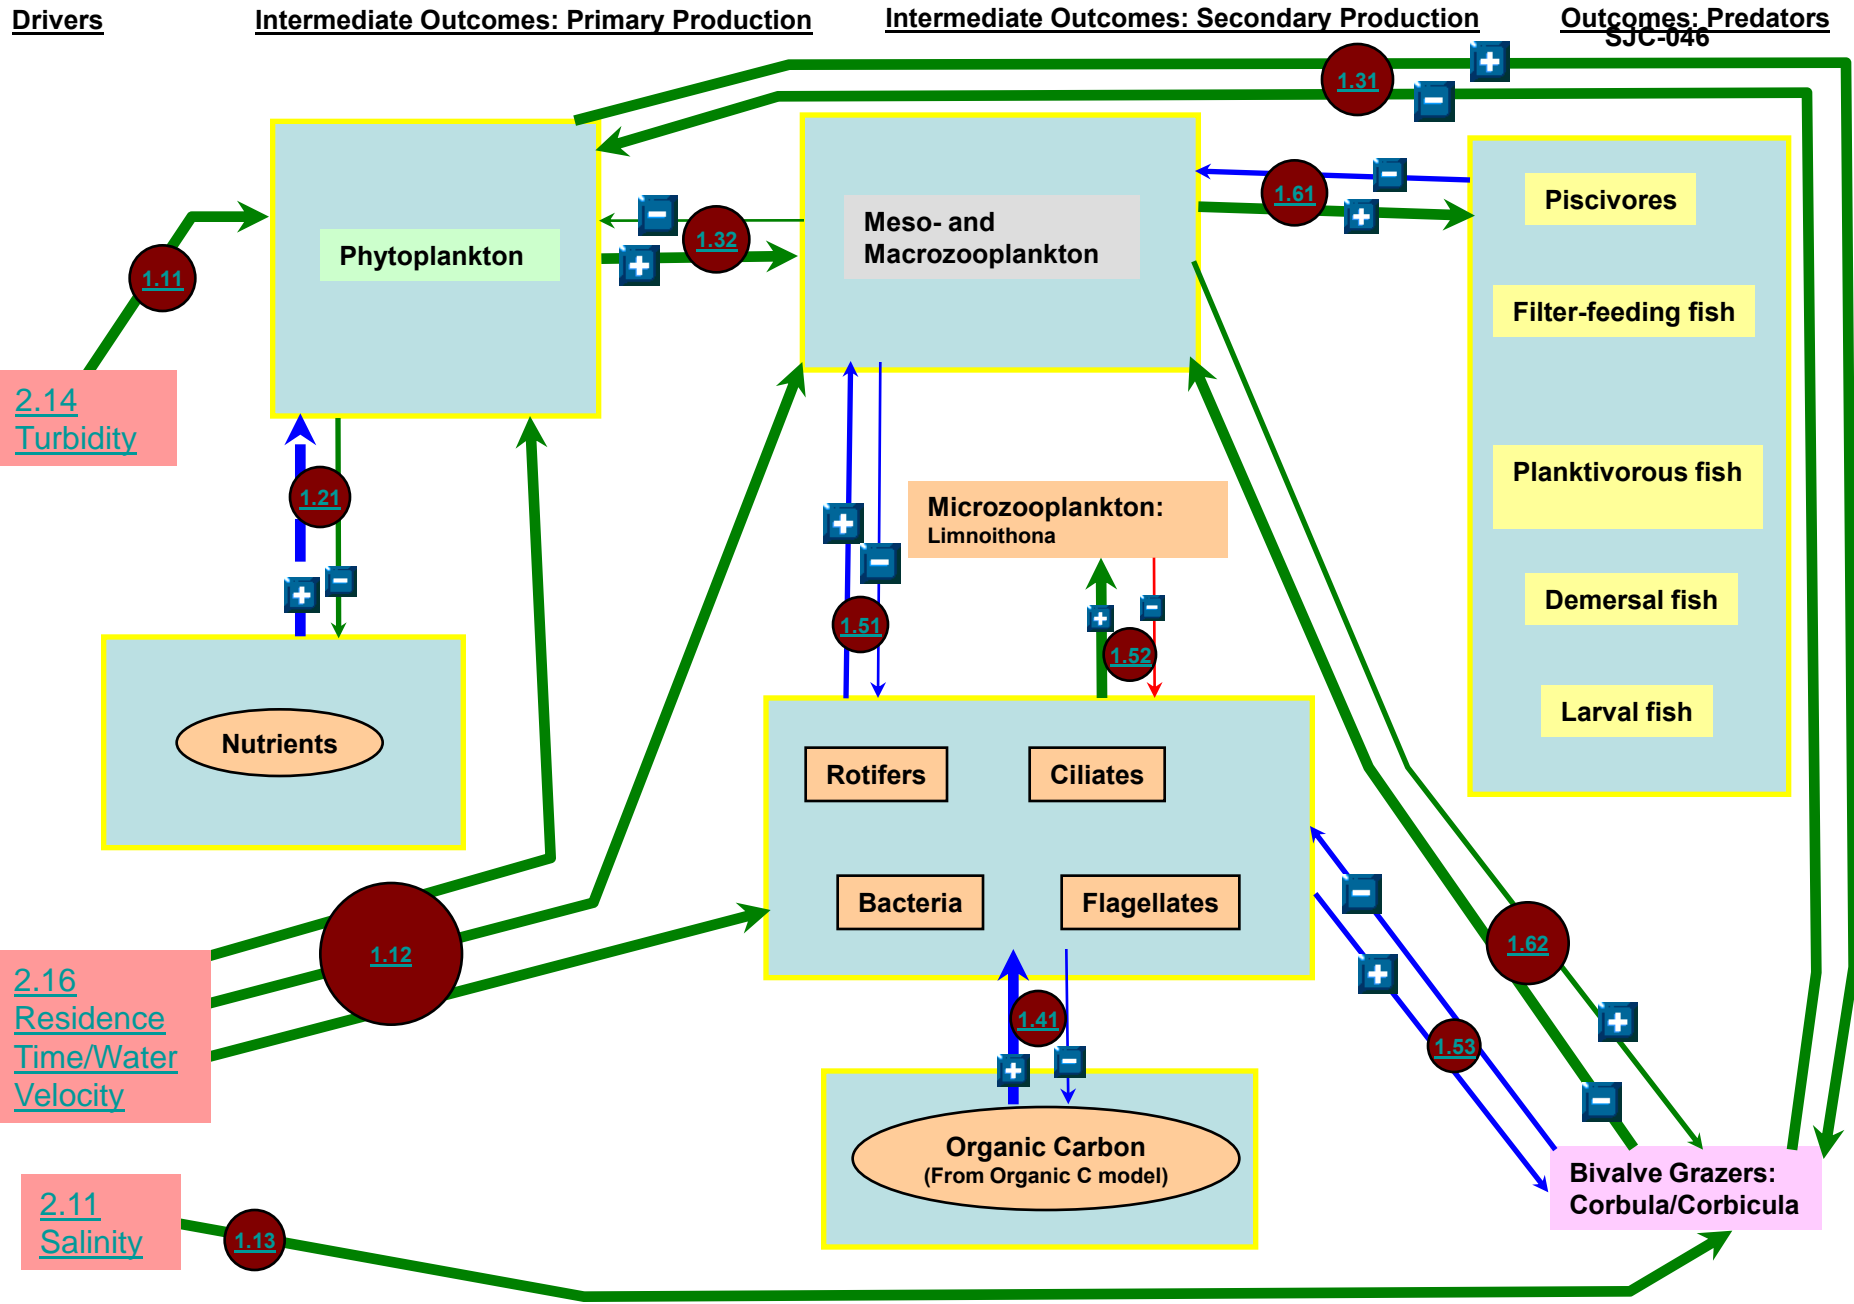 Drivers
Intermediate Outcomes: Primary Production
Intermediate Outcomes: Secondary Production
Outcomes: Predators
SJC-046
1.31
1.61
Piscivores
1.32
Meso- and
Macrozooplankton
Phytoplankton
1.11
Filter-feeding fish
2.14
Turbidity
Planktivorous fish
1.21
Microzooplankton:
Limnoithona
Demersal fish
1.51
1.52
Larval fish
Nutrients
Rotifers
Ciliates
Bacteria
Flagellates
1.12
1.62
2.16
Residence
Time/Water
Velocity
1.41
1.53
Organic Carbon
(From Organic C model)
Bivalve Grazers:
Corbula/Corbicula
2.11
Salinity
1.13